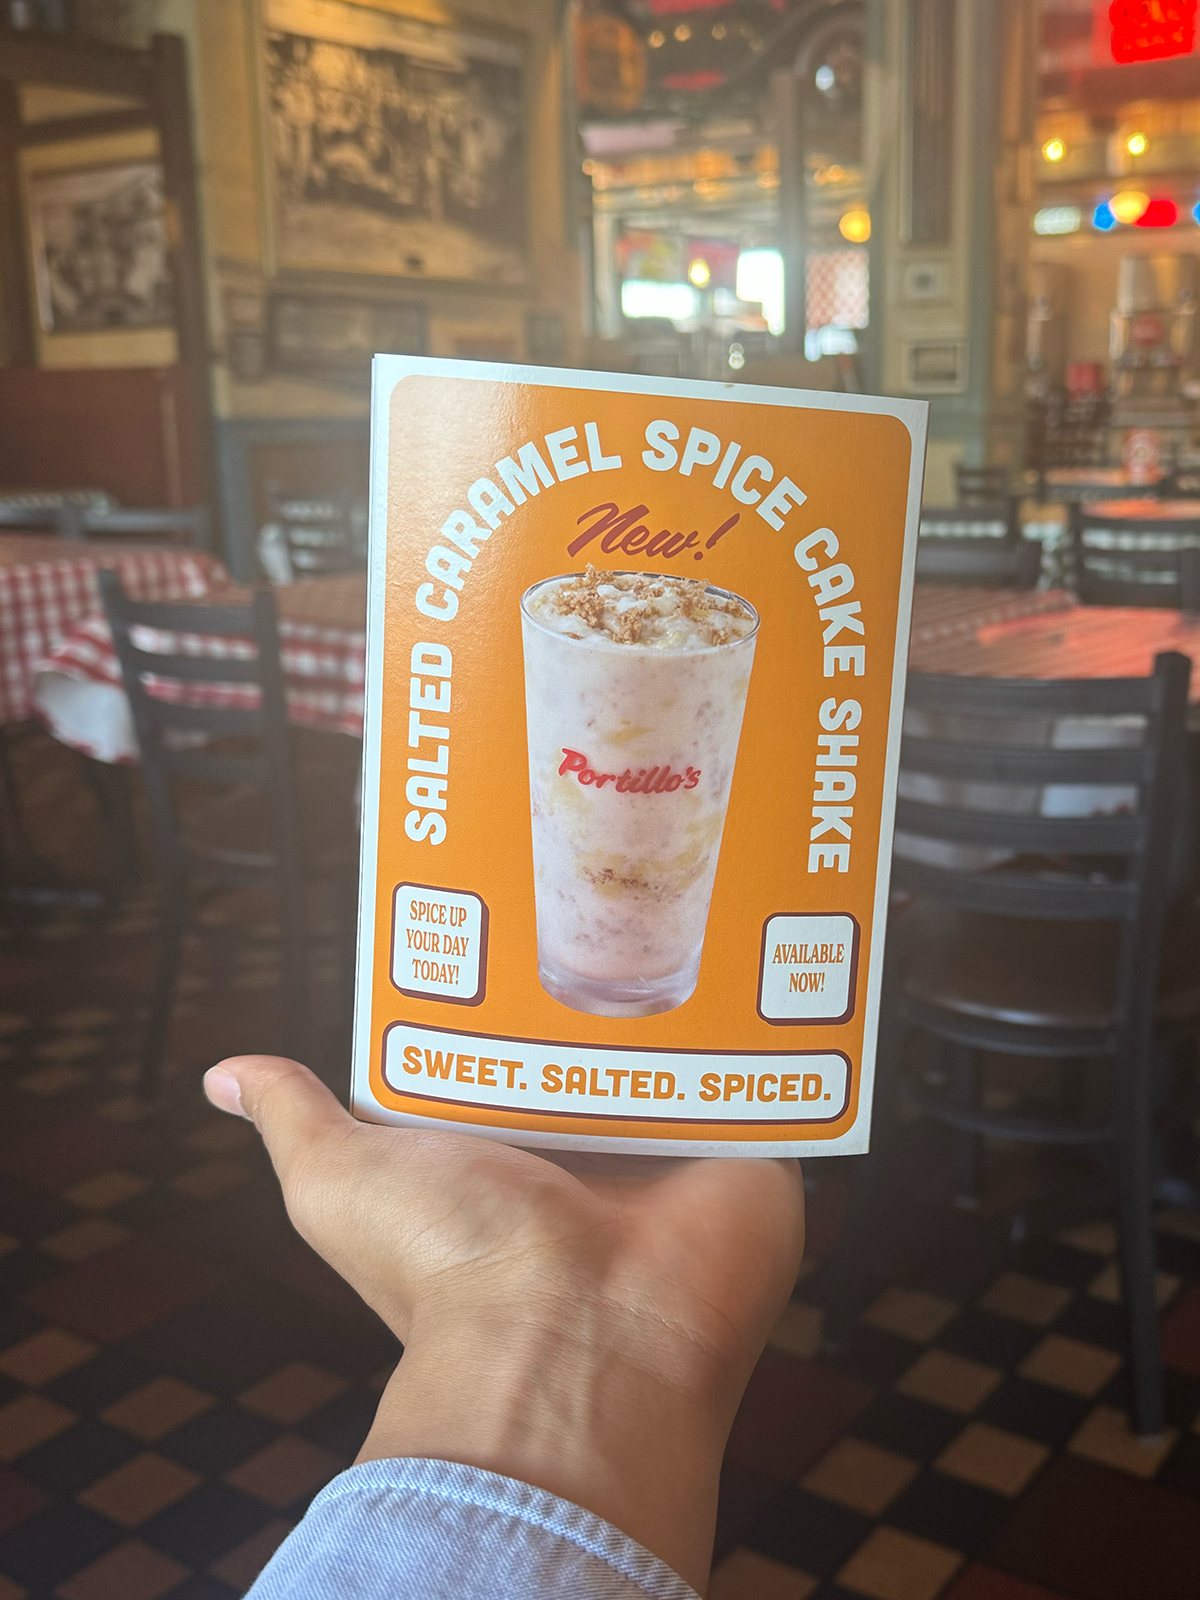 SALTED CARAMEL SPICE CAKE SHAKE
New!
Portillo's
SPICE UP
YOUR DAY
TODAY!
AVAILABLE
NOW!
SWEET. SALTED. SPICED.